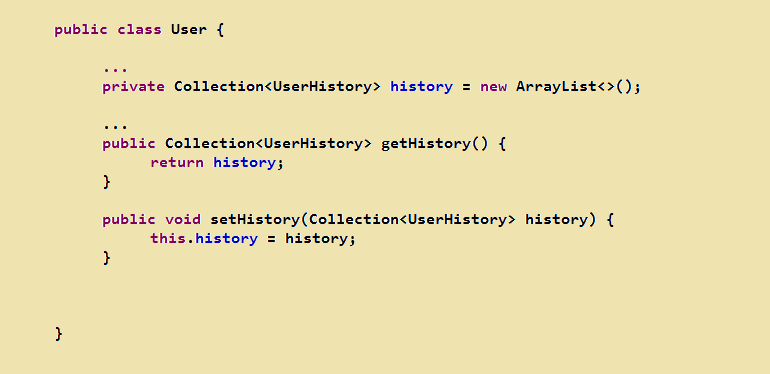 public class User {
...
private Collection<UserHistory> history = new ArrayList<>();
...
public Collection<UserHistory> getHistory() {
return history;
}
public void setHistory(Collection<UserHistory> history) {
this.history = history;
}
}